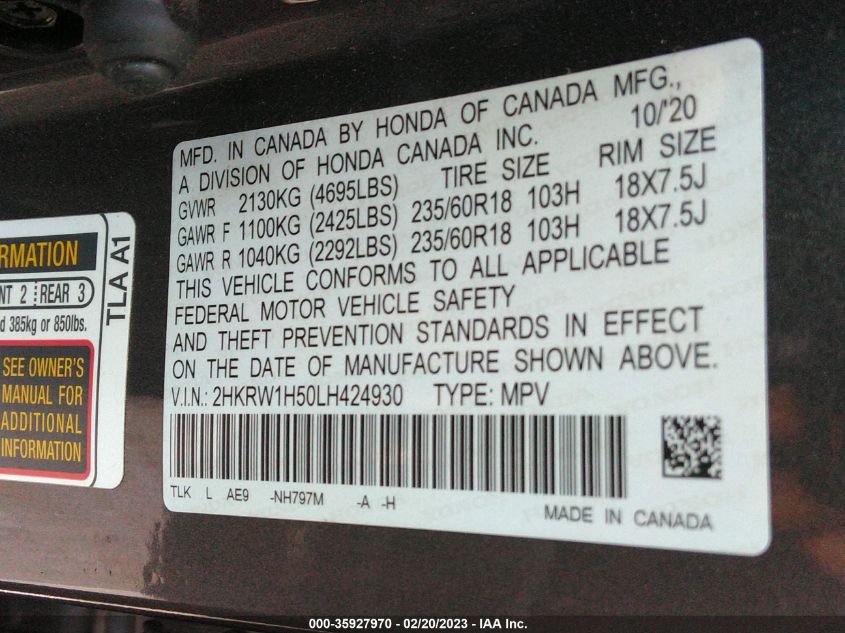 MFD. IN CANADA BY HONDA OF CANADA MFG.,
A DIVISION OF HONDA CANADA INC. 10/'20
GVWR 2130KG (4695LBS) TIRE SIZE RIM SIZE
GAWR F 1100KG (2425LBS) 235/60R18 103H 18X7.5J
GAWR R 1040KG (2292LBS) 235/60R18 103H 18X7.5J
THIS VEHICLE CONFORMS TO ALL APPLICABLE
FEDERAL MOTOR VEHICLE SAFETY
AND THEFT PREVENTION STANDARDS IN EFFECT
ON THE DATE OF MANUFACTURE SHOWN ABOVE.
V.I.N.: 2HKRW1H50LH424930 TYPE: MPV
TLK L AE9 -NH797M -A -H
MADE IN CANADA
TLA A1
2 REAR 3
385kg or 850lbs.
SEE OWNER'S
MANUAL FOR
ADDITIONAL
INFORMATION
000-35927970 - 02/20/2023 - IAA Inc.